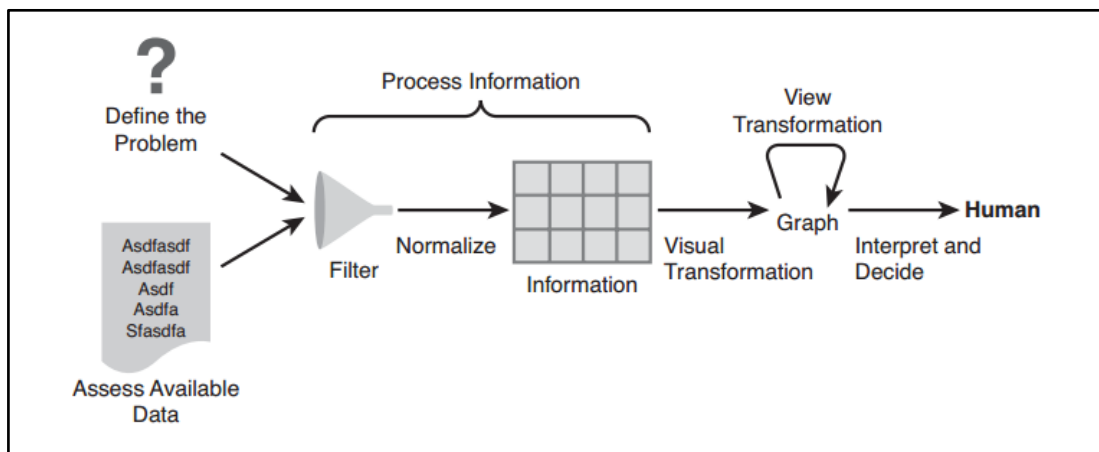 ?
Define the
Problem
Asdfasdf
Asdfasdf
Asdf
Asdfa
Sfasdfa
Assess Available
Data
Process Information
Filter
Normalize
Information
Visual
Transformation
View
Transformation
Graph
Interpret and
Decide
Human